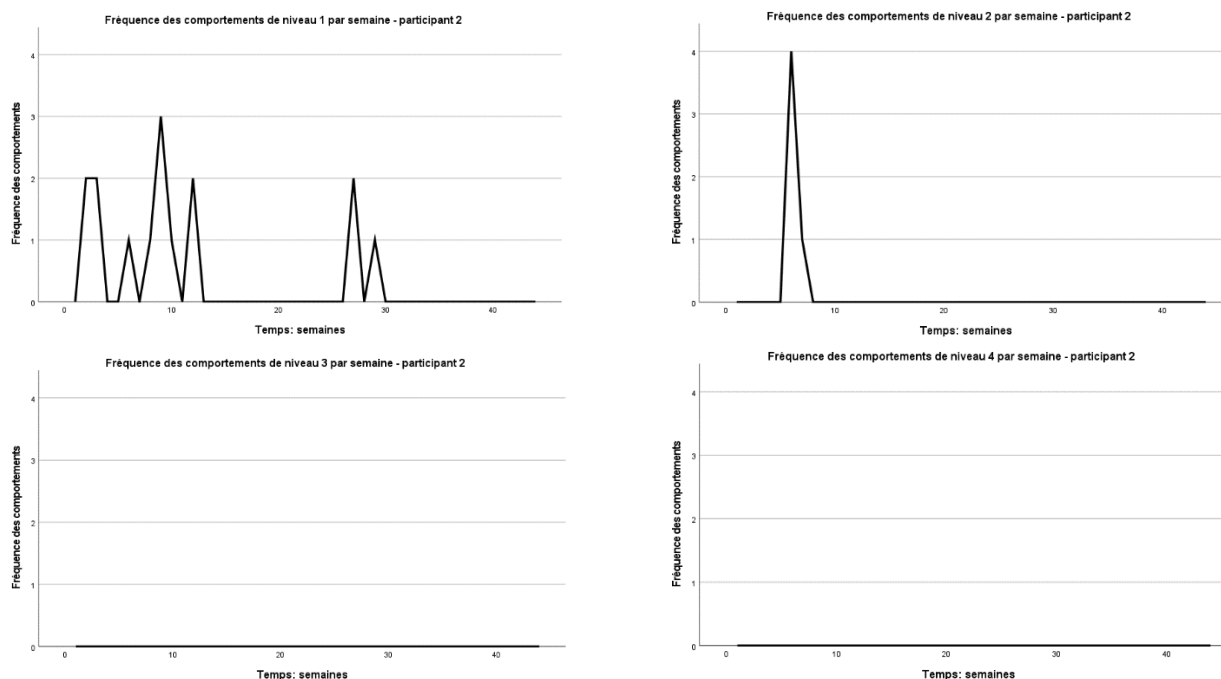 Fréquence des comportements de niveau 1 par semaine - participant 2
Fréquence des comportements
4
3
2
1
0
0 10 20 30 40
Temps: semaines
Fréquence des comportements de niveau 2 par semaine - participant 2
Fréquence des comportements
4
3
2
1
0
0 10 20 30 40
Temps: semaines
Fréquence des comportements de niveau 3 par semaine - participant 2
Fréquence des comportements
4
3
2
1
0
0 10 20 30 40
Temps: semaines
Fréquence des comportements de niveau 4 par semaine - participant 2
Fréquence des comportements
4
3
2
1
0
0 10 20 30 40
Temps: semaines